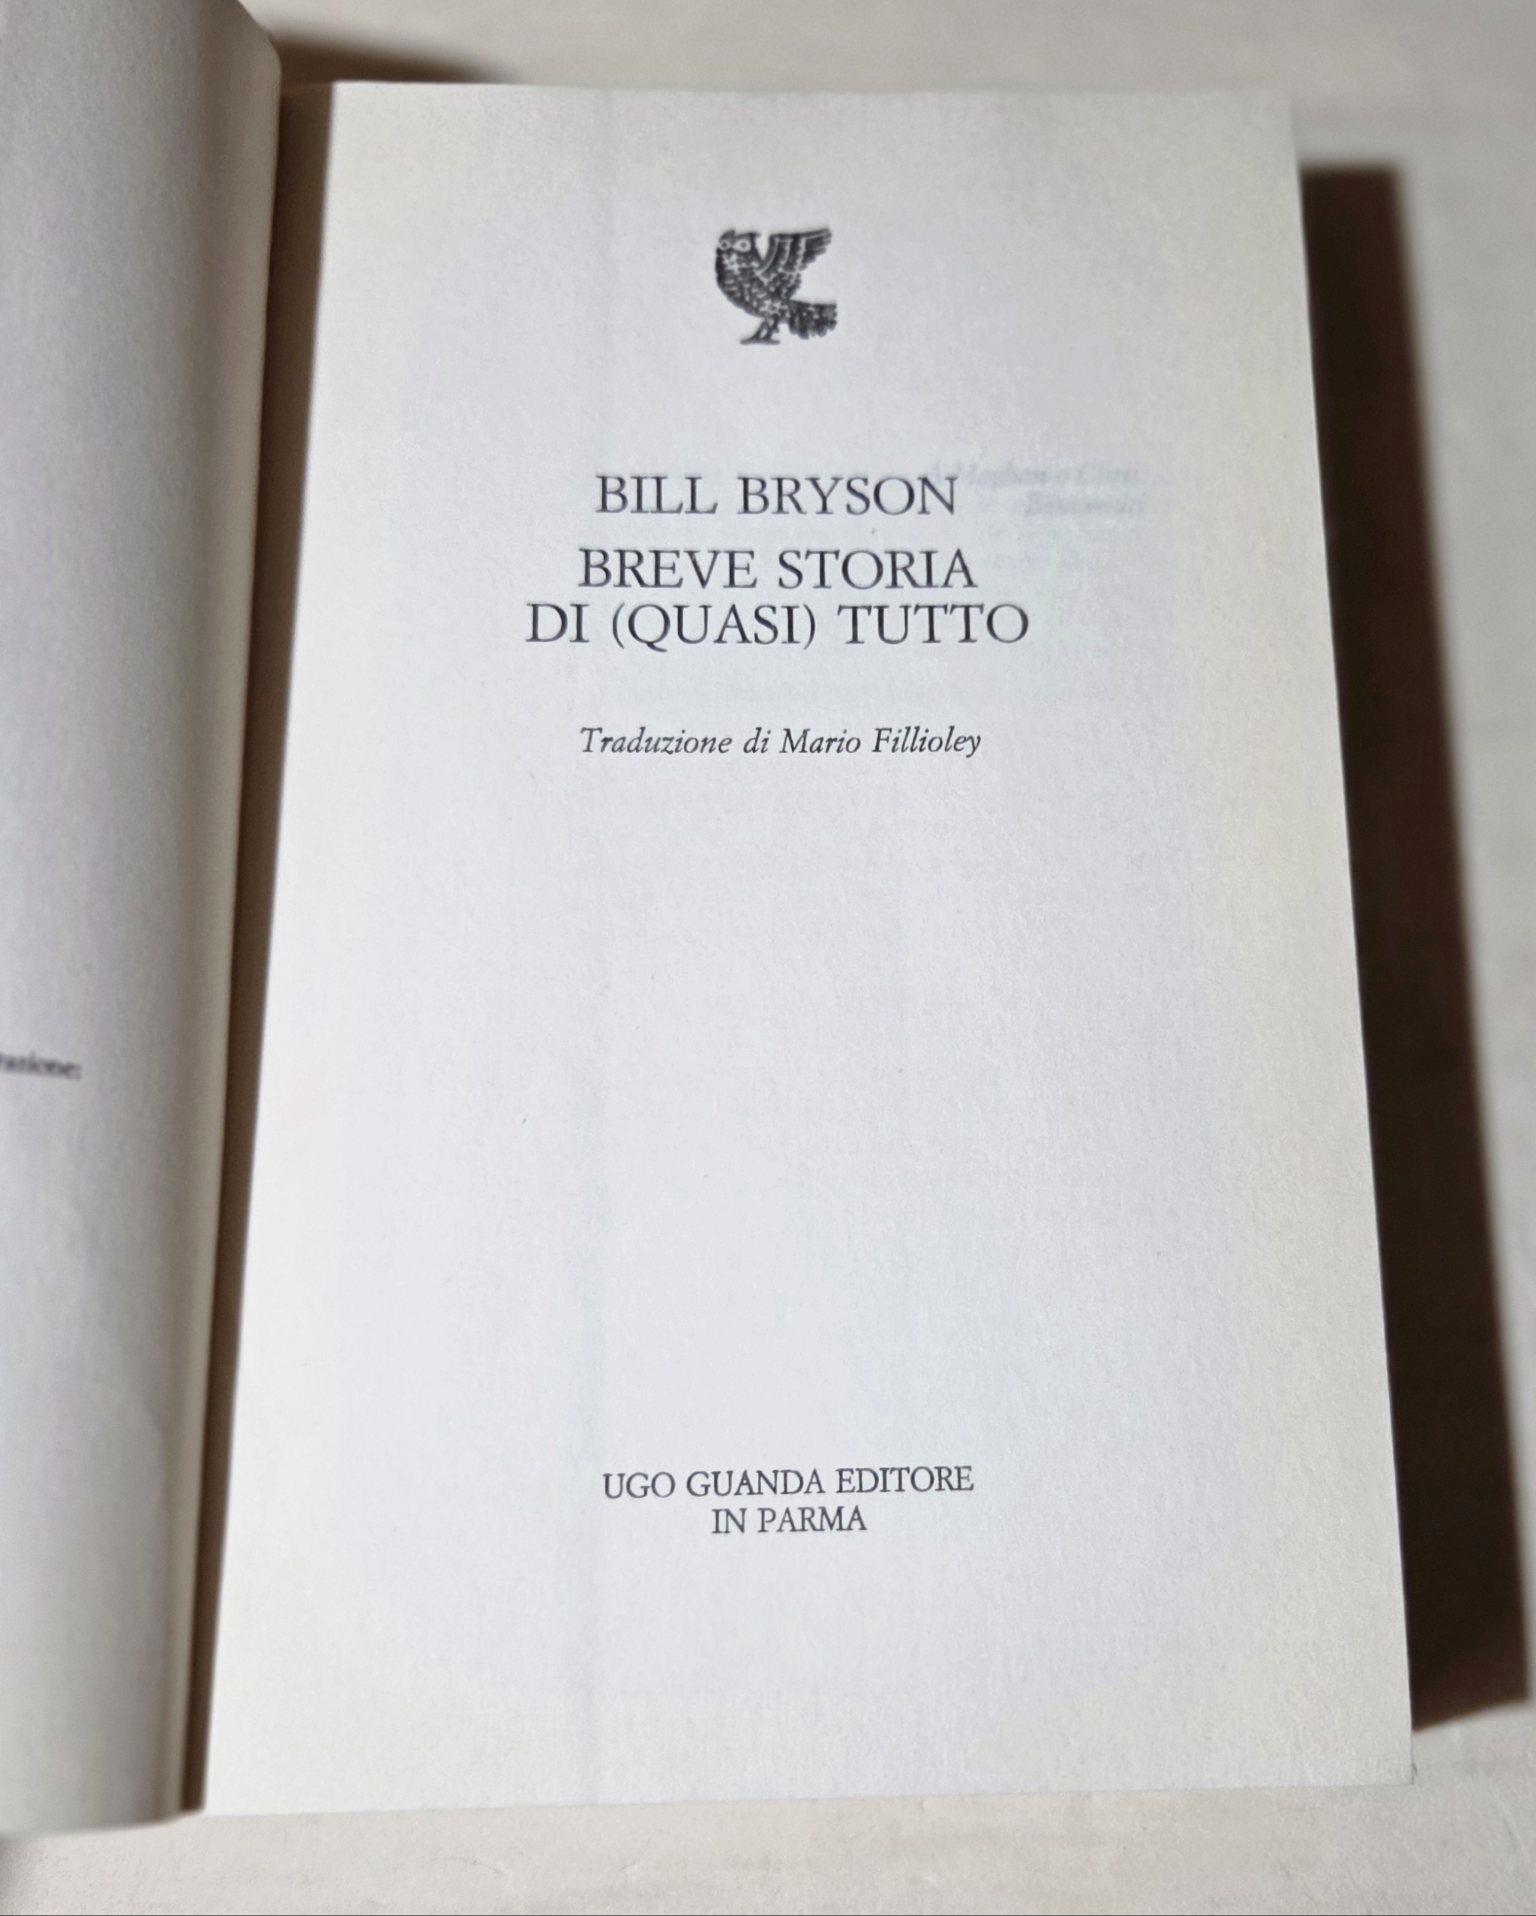 BILL BRYSON
BREVE STORIA
DI (QUASI) TUTTO
Traduzione di Mario Fillioley
UGO GUANDA EDITORE
IN PARMA